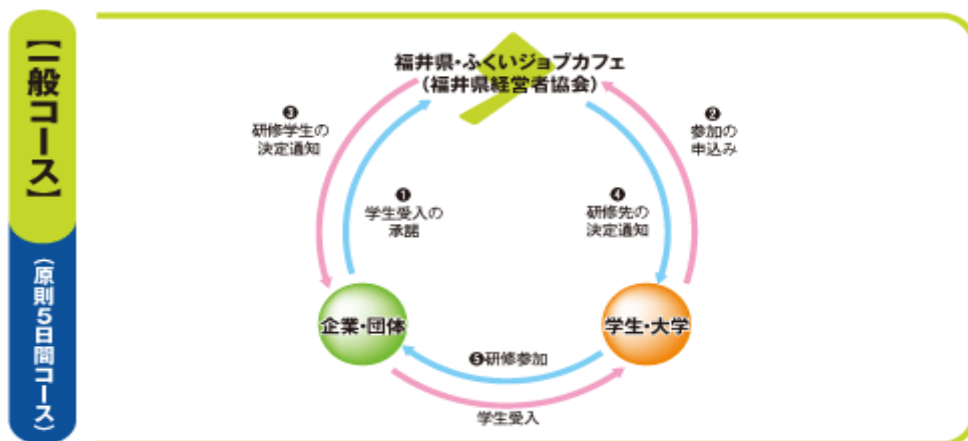 【一般コース】
（原則5日間コース）
福井県・ふくいジョブカフェ
（福井県経営者協会）
❸
研修学生の
決定通知
❷
参加の
申込み
❶
学生受入の
承諾
❹
研修先の
決定通知
企業・団体
学生・大学
❺研修参加
学生受入